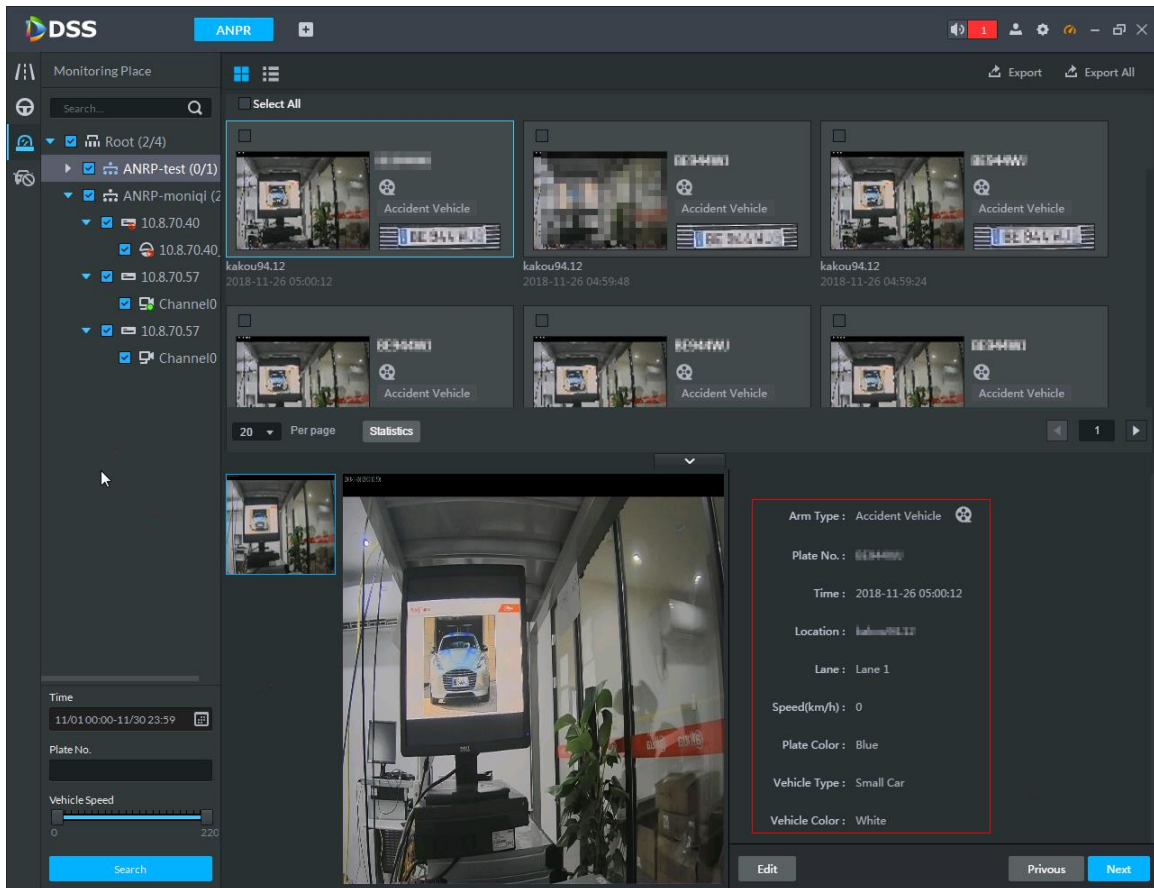 DSS
ANPR
1
Monitoring Place
Export
Export All
Search...
Select All
Root (2/4)
ANRP-test (0/1)
ANRP-moniqi (2
10.8.70.40
10.8.70.40_
10.8.70.57
Channel0
10.8.70.57
Channel0
Accident Vehicle
kakou94.12
2018-11-26 05:00:12
Accident Vehicle
kakou94.12
2018-11-26 04:59:48
Accident Vehicle
kakou94.12
2018-11-26 04:59:24
Accident Vehicle
Accident Vehicle
Accident Vehicle
20
Per page
Statistics
1
Time
11/01 00:00-11/30 23:59
Plate No.
Vehicle Speed
0
220
Search
DELL
Arm Type : Accident Vehicle
Plate No. :
Time : 2018-11-26 05:00:12
Location :
Lane : Lane 1
Speed(km/h) : 0
Plate Color : Blue
Vehicle Type : Small Car
Vehicle Color : White
Edit
Privous
Next